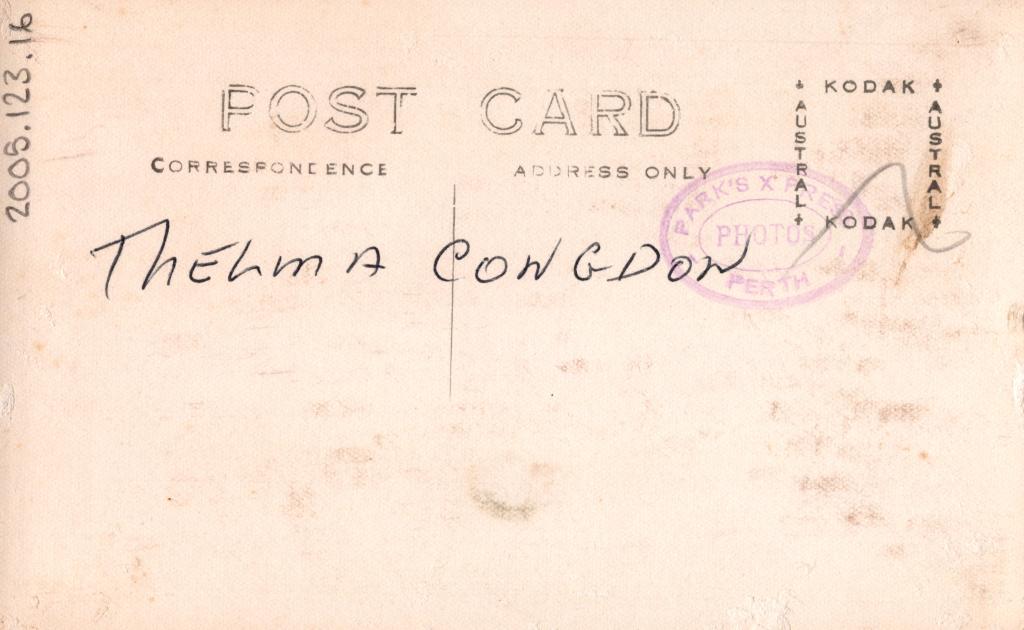 2005.123.16
POST CARD
CORRESPONDENCE
ADDRESS ONLY
KODAK
AUSTRAL
AUSTRAL
KODAK
PARK'S X PRESS
PHOTOS
PERTH
THELMA CONGDON